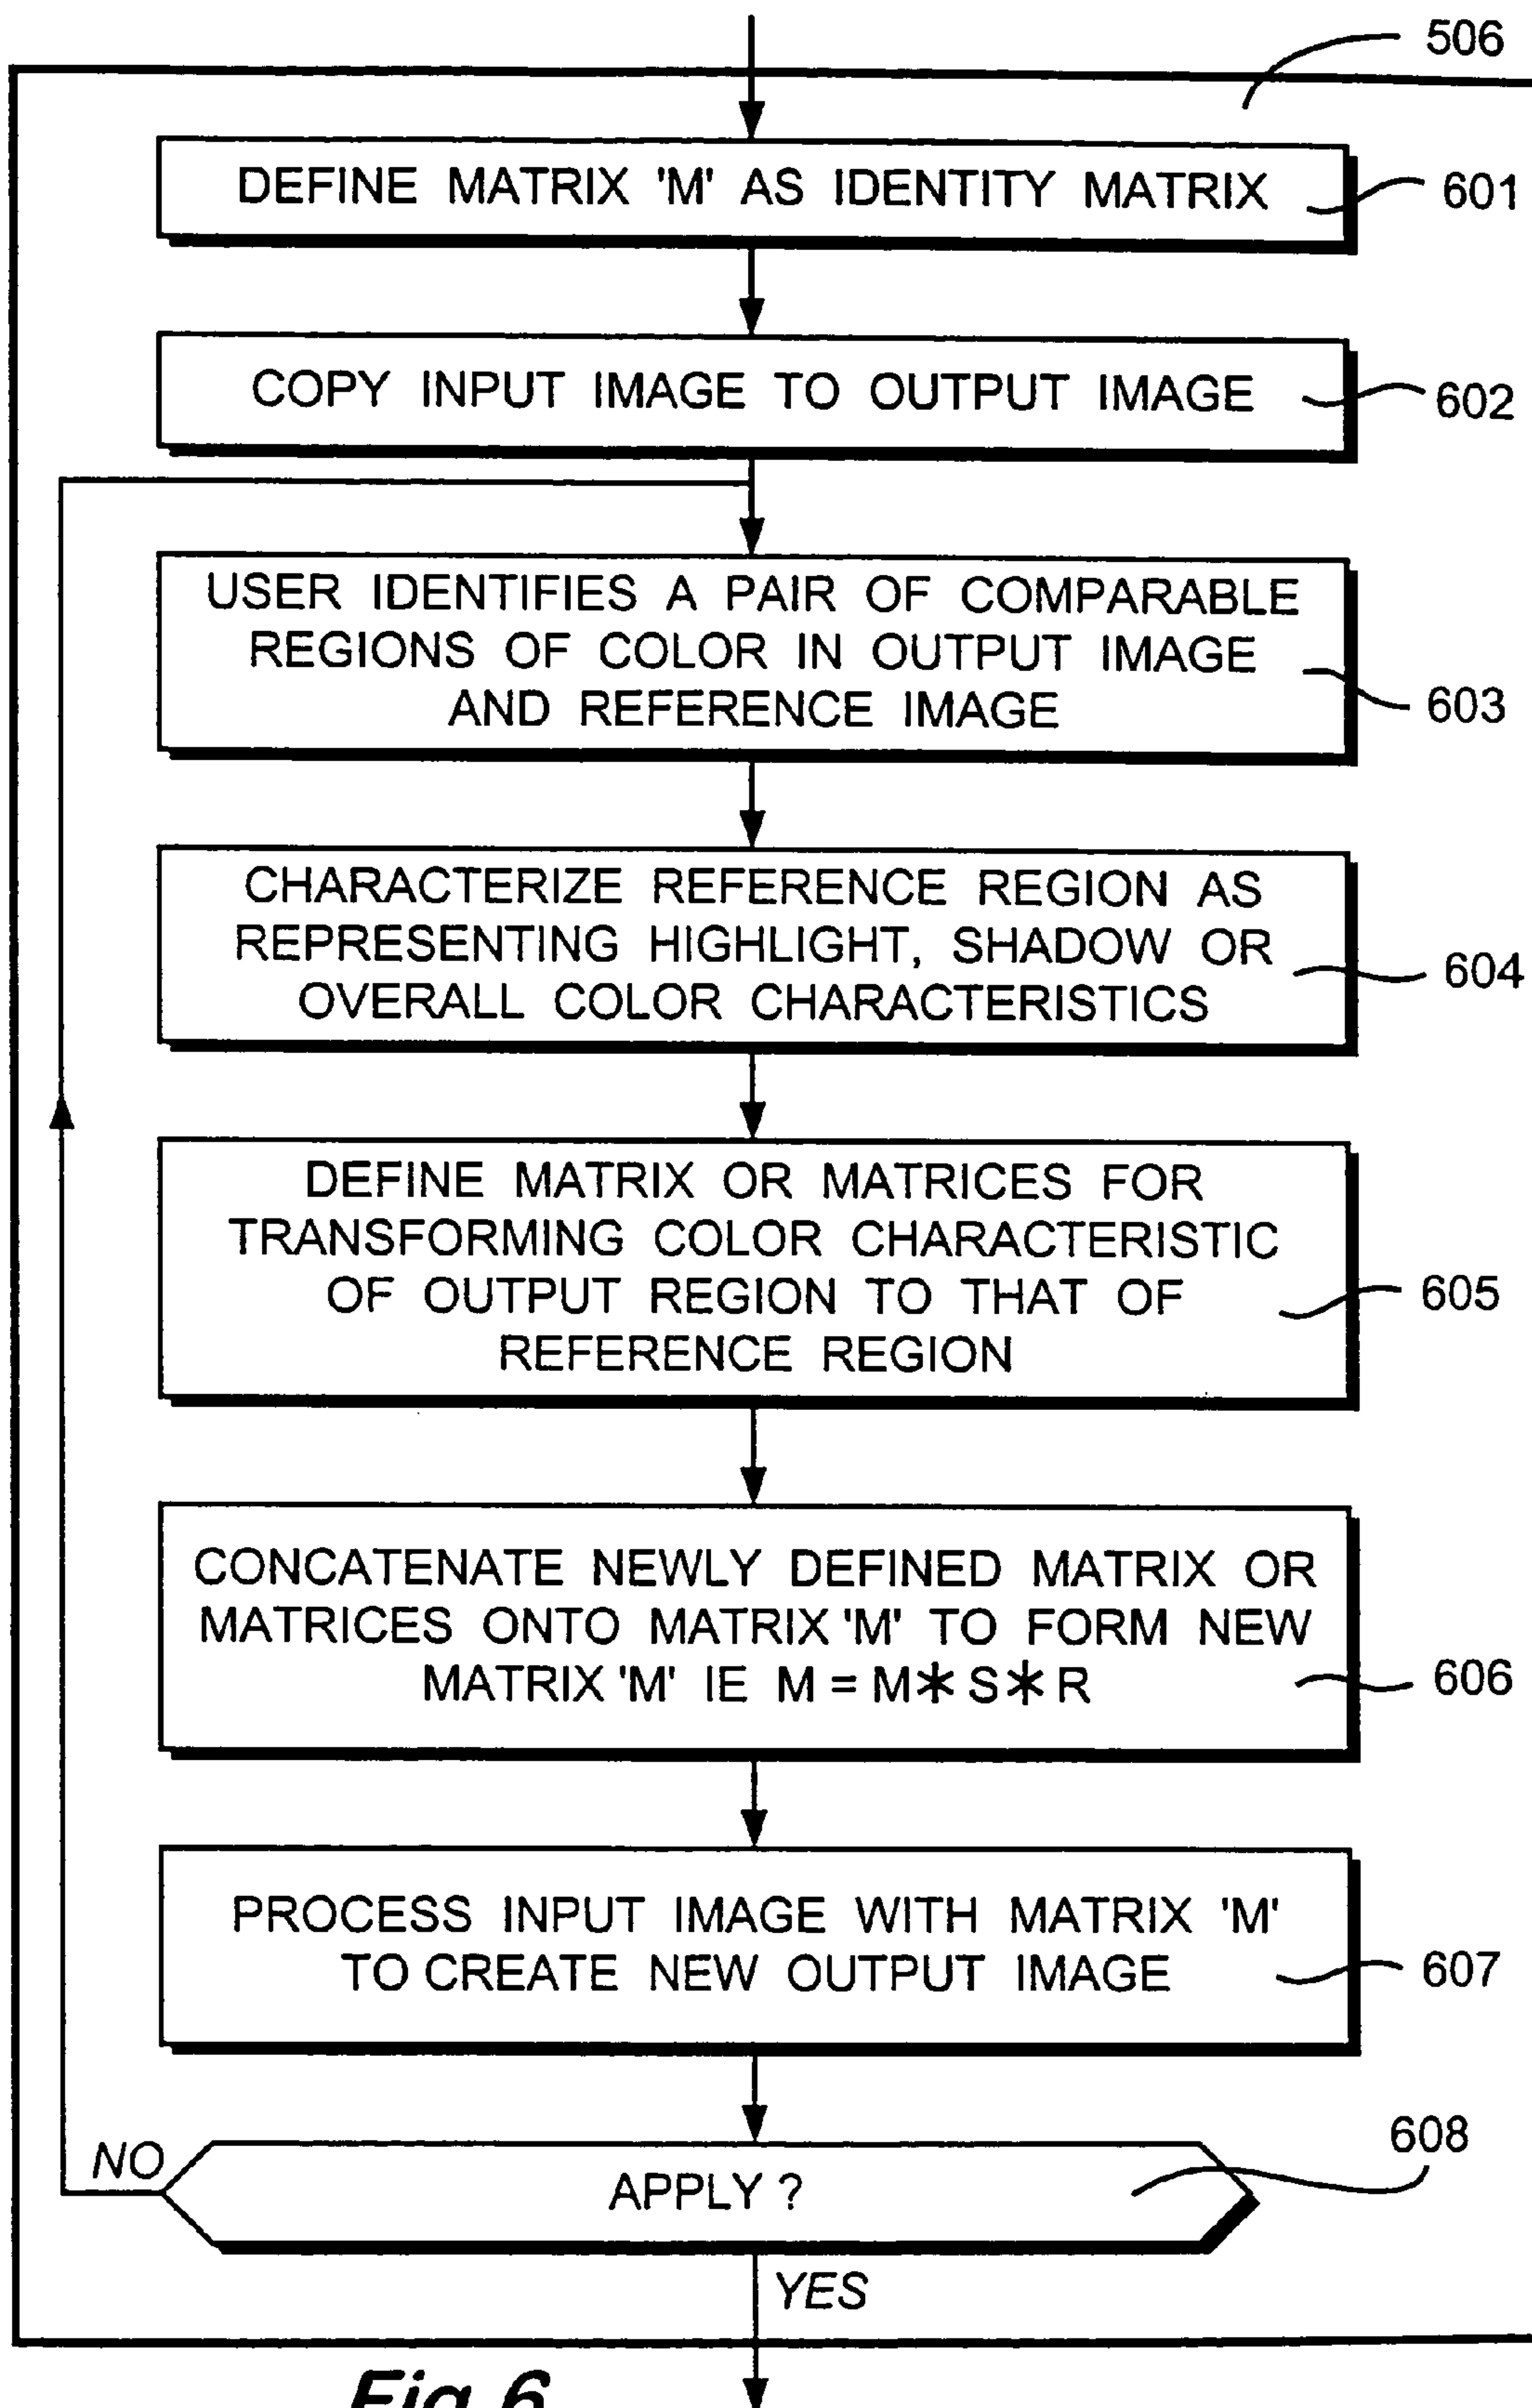 506
DEFINE MATRIX 'M' AS IDENTITY MATRIX
601
COPY INPUT IMAGE TO OUTPUT IMAGE
602
USER IDENTIFIES A PAIR OF COMPARABLE
REGIONS OF COLOR IN OUTPUT IMAGE
AND REFERENCE IMAGE
603
CHARACTERIZE REFERENCE REGION AS
REPRESENTING HIGHLIGHT, SHADOW OR
OVERALL COLOR CHARACTERISTICS
604
DEFINE MATRIX OR MATRICES FOR
TRANSFORMING COLOR CHARACTERISTIC
OF OUTPUT REGION TO THAT OF
REFERENCE REGION
605
CONCATENATE NEWLY DEFINED MATRIX OR
MATRICES ONTO MATRIX 'M' TO FORM NEW
MATRIX 'M' IE M = M * S * R
606
PROCESS INPUT IMAGE WITH MATRIX 'M'
TO CREATE NEW OUTPUT IMAGE
607
608
NO
APPLY ?
YES
Fig 6